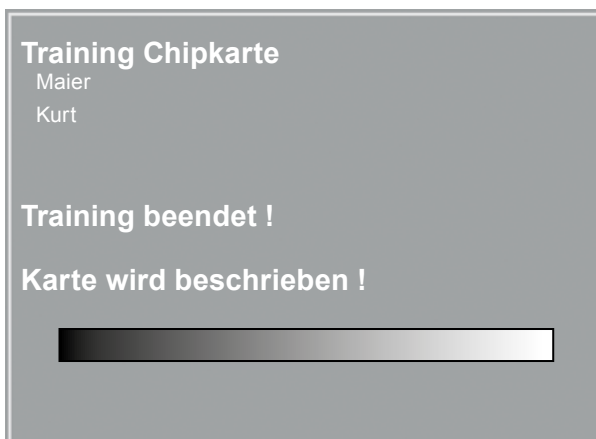 Training Chipkarte
Maier
Kurt
Training beendet !
Karte wird beschrieben !